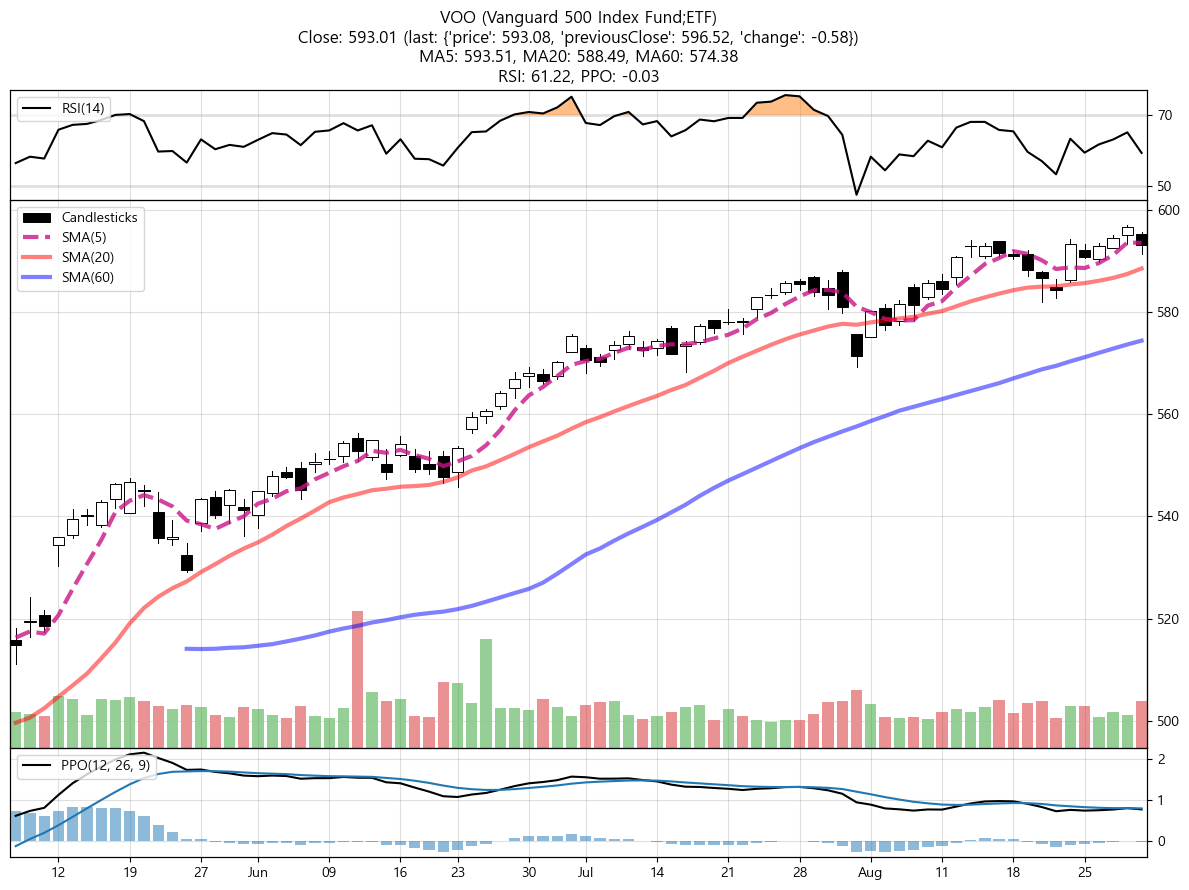 VOO (Vanguard 500 Index Fund;ETF)
Close: 593.01 (last: {'price': 593.08, 'previousClose': 596.52, 'change': -0.58})
MA5: 593.51, MA20: 588.49, MA60: 574.38
RSI: 61.22, PPO: -0.03
RSI(14)
70
50
Candlesticks
SMA(5)
SMA(20)
SMA(60)
600
580
560
540
520
500
PPO(12, 26, 9)
2
1
0
12 19 27 Jun 09 16 23 30 Jul 14 21 28 Aug 11 18 25